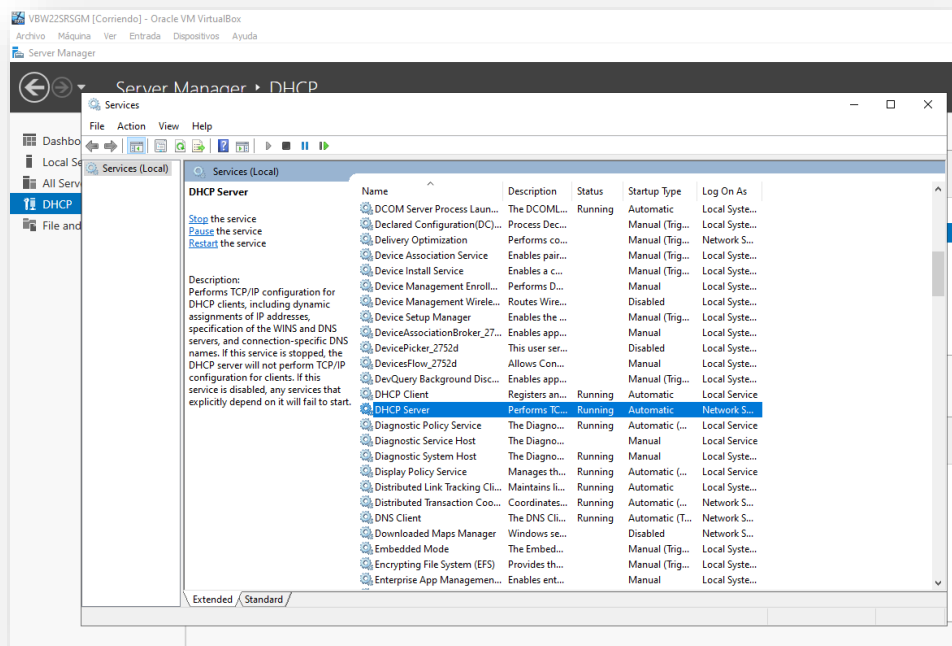 VBW22SRSGM [Corriendo] - Oracle VM VirtualBox
Archivo Máquina Ver Entrada Dispositivos Ayuda
Server Manager
Server Manager • DHCP
Services
File Action View Help
Dashbo
Local Se
All Serv
DHCP
File and
Services (Local)
Services (Local)
DHCP Server
Stop the service
Pause the service
Restart the service
Description:
Performs TCP/IP configuration for
DHCP clients, including dynamic
assignments of IP addresses,
specification of the WINS and DNS
servers, and connection-specific DNS
names. If this service is stopped, the
DHCP server will not perform TCP/IP
configuration for clients. If this
service is disabled, any services that
explicitly depend on it will fail to start.
Name Description Status Startup Type Log On As
DCOM Server Process Laun... The DCOML... Running Automatic Local Syste...
Declared Configuration(DC)... Process Dec... Manual (Trig... Local Syste...
Delivery Optimization Performs co... Manual (Trig... Network S...
Device Association Service Enables pair... Manual (Trig... Local Syste...
Device Install Service Enables a c... Manual (Trig... Local Syste...
Device Management Enroll... Performs D... Manual Local Syste...
Device Management Wirele... Routes Wire... Disabled Local Syste...
Device Setup Manager Enables the ... Manual (Trig... Local Syste...
DeviceAssociationBroker_27... Enables app... Manual Local Syste...
DevicePicker_2752d This user ser... Disabled Local Syste...
DevicesFlow_2752d Allows Con... Manual Local Syste...
DevQuery Background Disc... Enables app... Manual (Trig... Local Syste...
DHCP Client Registers an... Running Automatic Local Service
DHCP Server Performs TC... Running Automatic Network S...
Diagnostic Policy Service The Diagno... Running Automatic (... Local Service
Diagnostic Service Host The Diagno... Manual Local Service
Diagnostic System Host The Diagno... Running Manual Local Syste...
Display Policy Service Manages th... Running Automatic (... Local Service
Distributed Link Tracking Cli... Maintains li... Running Automatic Local Syste...
Distributed Transaction Coo... Coordinates... Running Automatic (... Network S...
DNS Client The DNS Cli... Running Automatic (T... Network S...
Downloaded Maps Manager Windows se... Disabled Network S...
Embedded Mode The Embed... Manual (Trig... Local Syste...
Encrypting File System (EFS) Provides th... Manual (Trig... Local Syste...
Enterprise App Managemen... Enables ent... Manual Local Syste...
Extended Standard